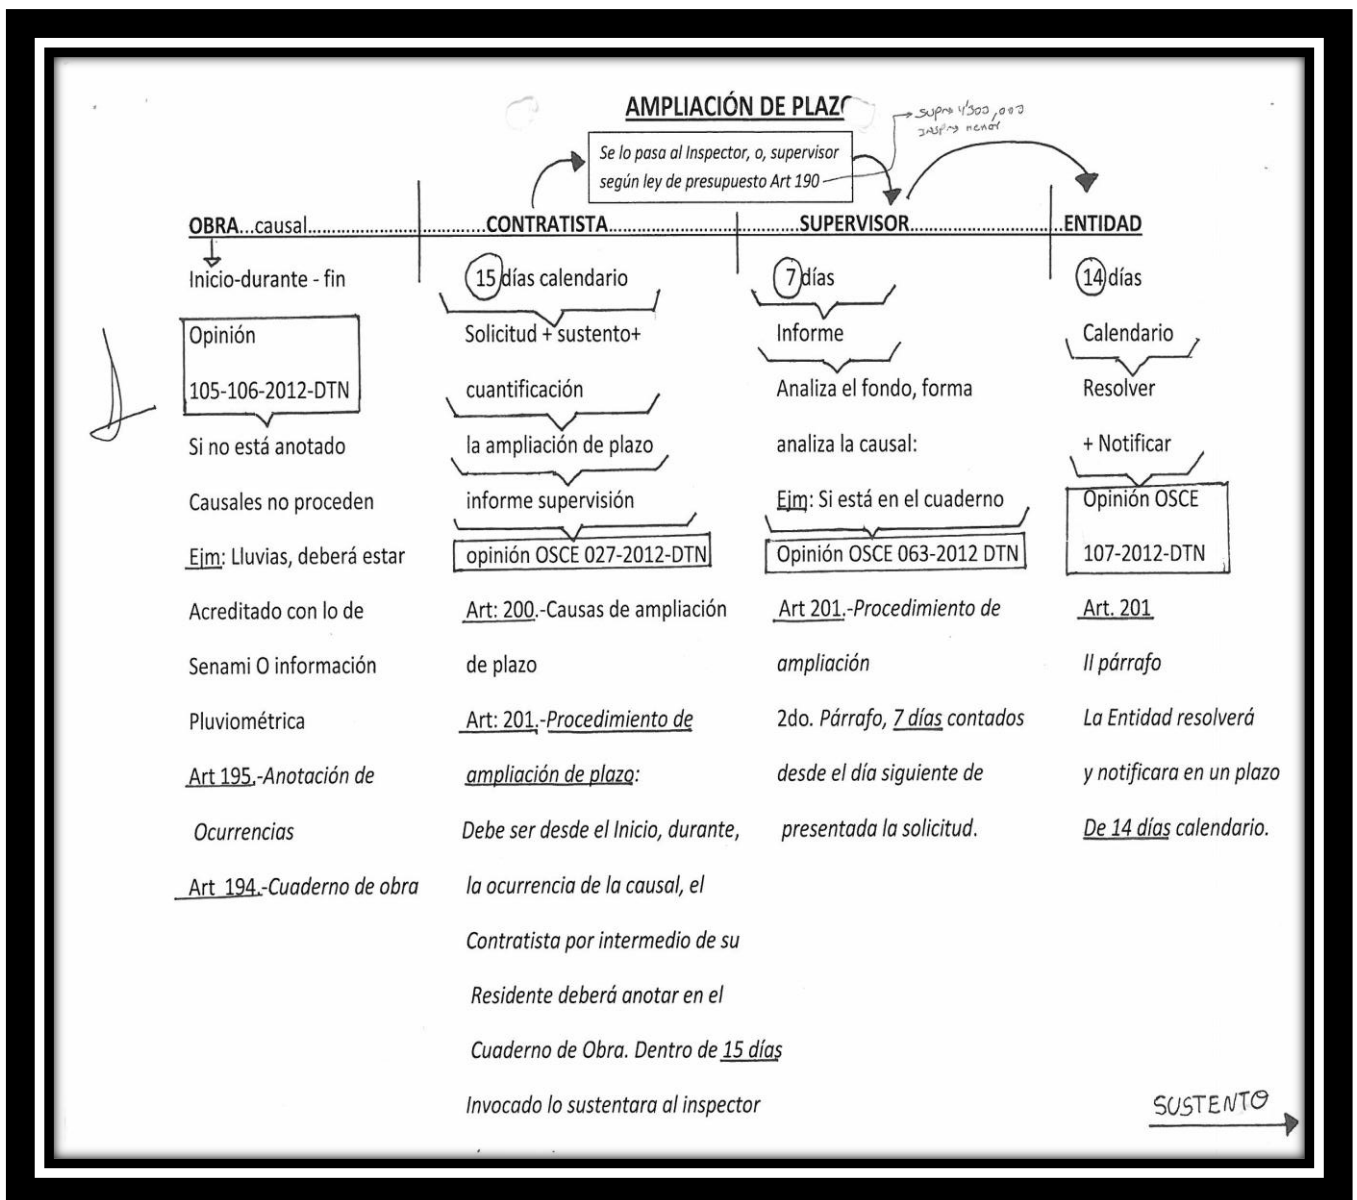 AMPLIACIÓN DE PLAZO
Supr> 4'300,000
menor
Se lo pasa al Inspector, o, supervisor
según ley de presupuesto Art 190
OBRA...causal...........................................CONTRATISTA..................................................SUPERVISOR........................................ENTIDAD
Inicio-durante - fin
Opinión
105-106-2012-DTN
Si no está anotado
Causales no proceden
Ejm: Lluvias, deberá estar
Acreditado con lo de
Senami O información
Pluviométrica
Art 195.-Anotación de
Ocurrencias
Art 194.-Cuaderno de obra
15 días calendario
Solicitud + sustento+
cuantificación
la ampliación de plazo
informe supervisión
opinión OSCE 027-2012-DTN
Art: 200.-Causas de ampliación
de plazo
Art: 201.-Procedimiento de
ampliación de plazo:
Debe ser desde el Inicio, durante,
la ocurrencia de la causal, el
Contratista por intermedio de su
Residente deberá anotar en el
Cuaderno de Obra. Dentro de 15 días
Invocado lo sustentara al inspector
7 días
Informe
Analiza el fondo, forma
analiza la causal:
Ejm: Si está en el cuaderno
Opinión OSCE 063-2012 DTN
Art 201.-Procedimiento de
ampliación
2do. Párrafo, 7 días contados
desde el día siguiente de
presentada la solicitud.
14 días
Calendario
Resolver
+ Notificar
Opinión OSCE
107-2012-DTN
Art. 201
II párrafo
La Entidad resolverá
y notificara en un plazo
De 14 días calendario.
SUSTENTO